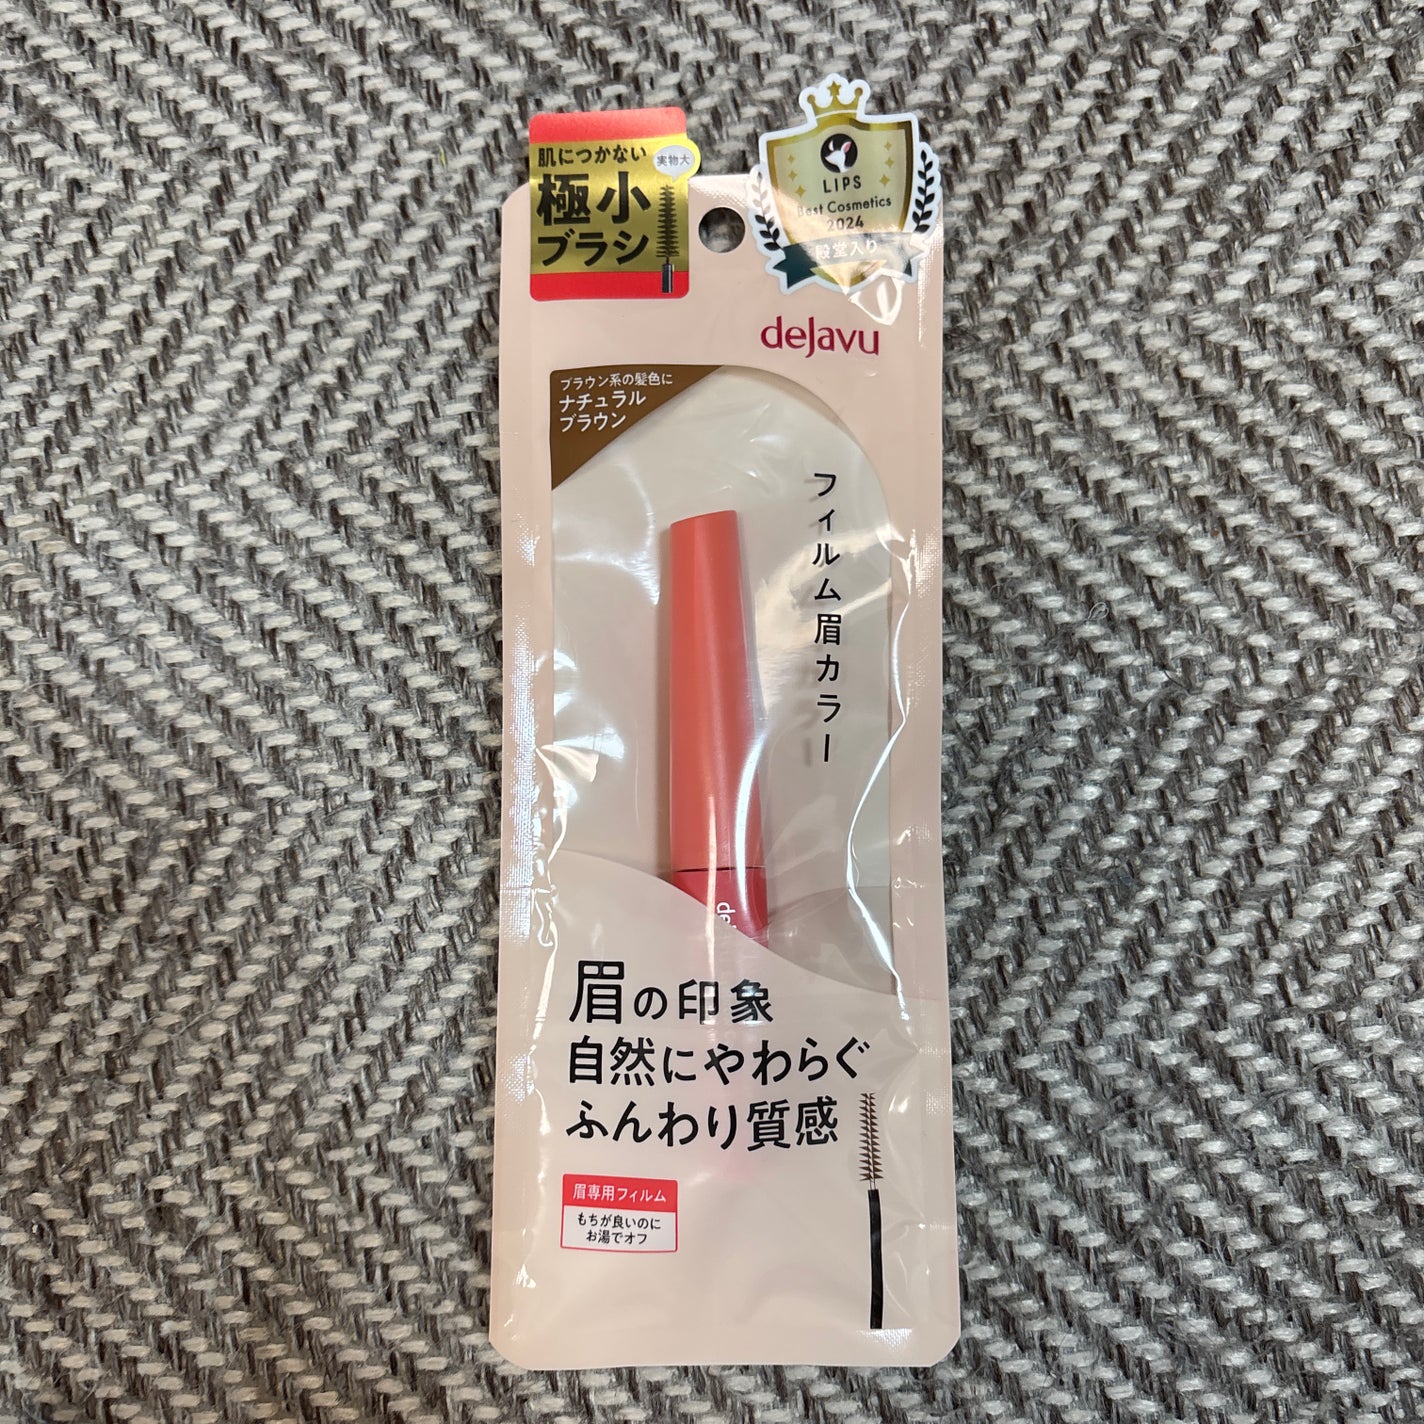 肌につかない
実物大
極小
ブラシ
LIPS
Best Cosmetics
2024
殿堂入り
dejavu
ブラウン系の髪色に
ナチュラル
ブラウン
フィルム眉カラー
眉の印象
自然にやわらぐ
ふんわり質感
眉専用フィルム
もちが良いのに
お湯でオフ